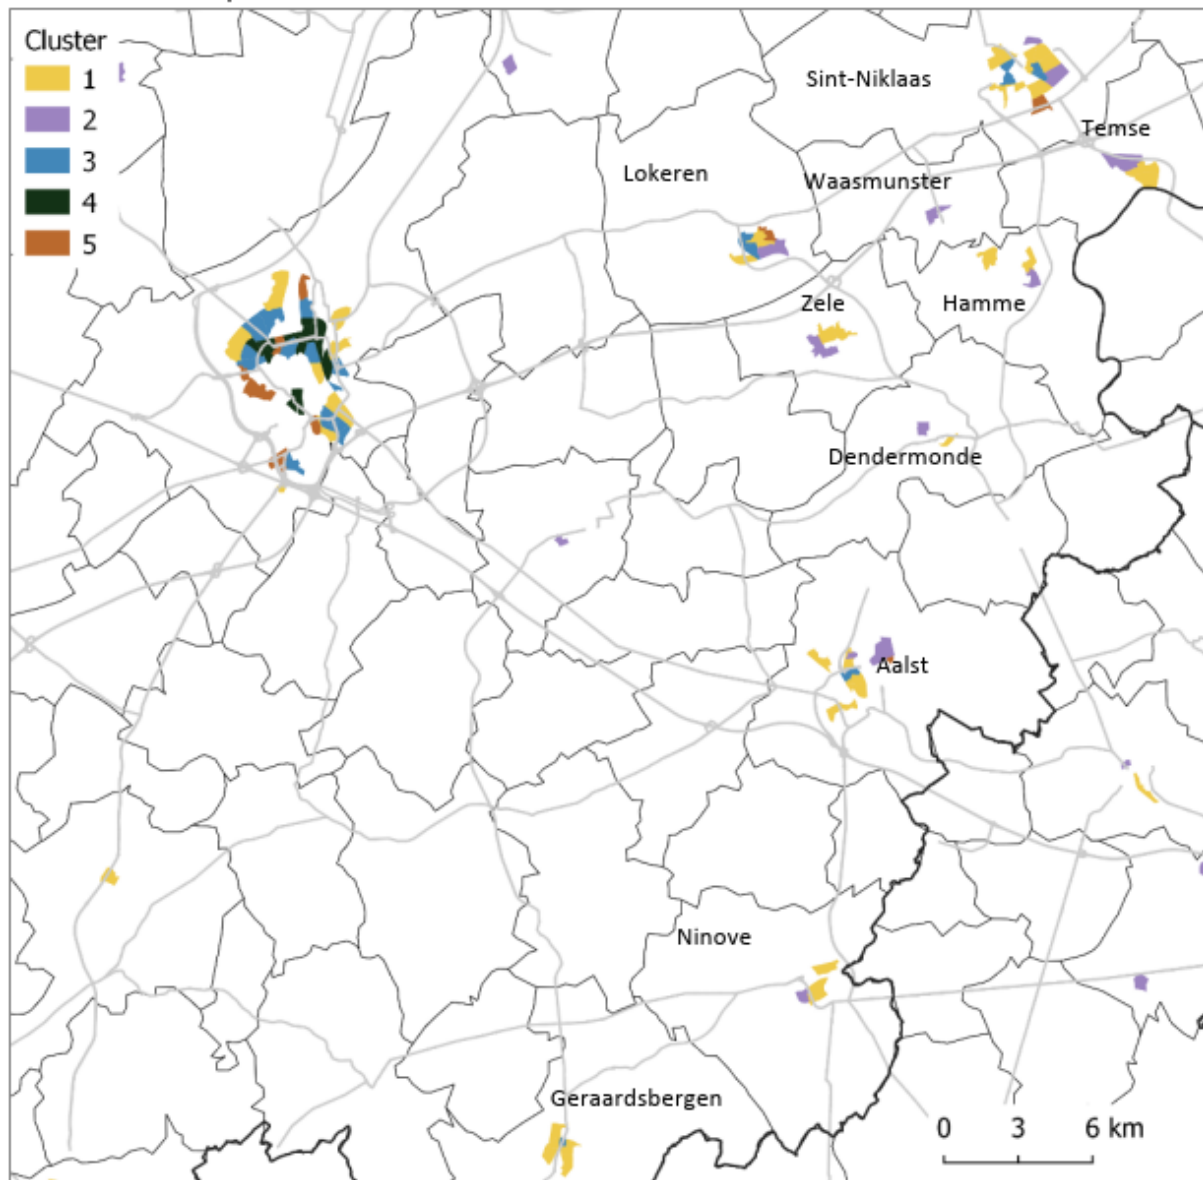 Cluster
1
2
3
4
5
Sint-Niklaas
Temse
Lokeren
Waasmunster
Zele
Hamme
Dendermonde
Aalst
Ninove
Geraardsbergen
0 3 6 km